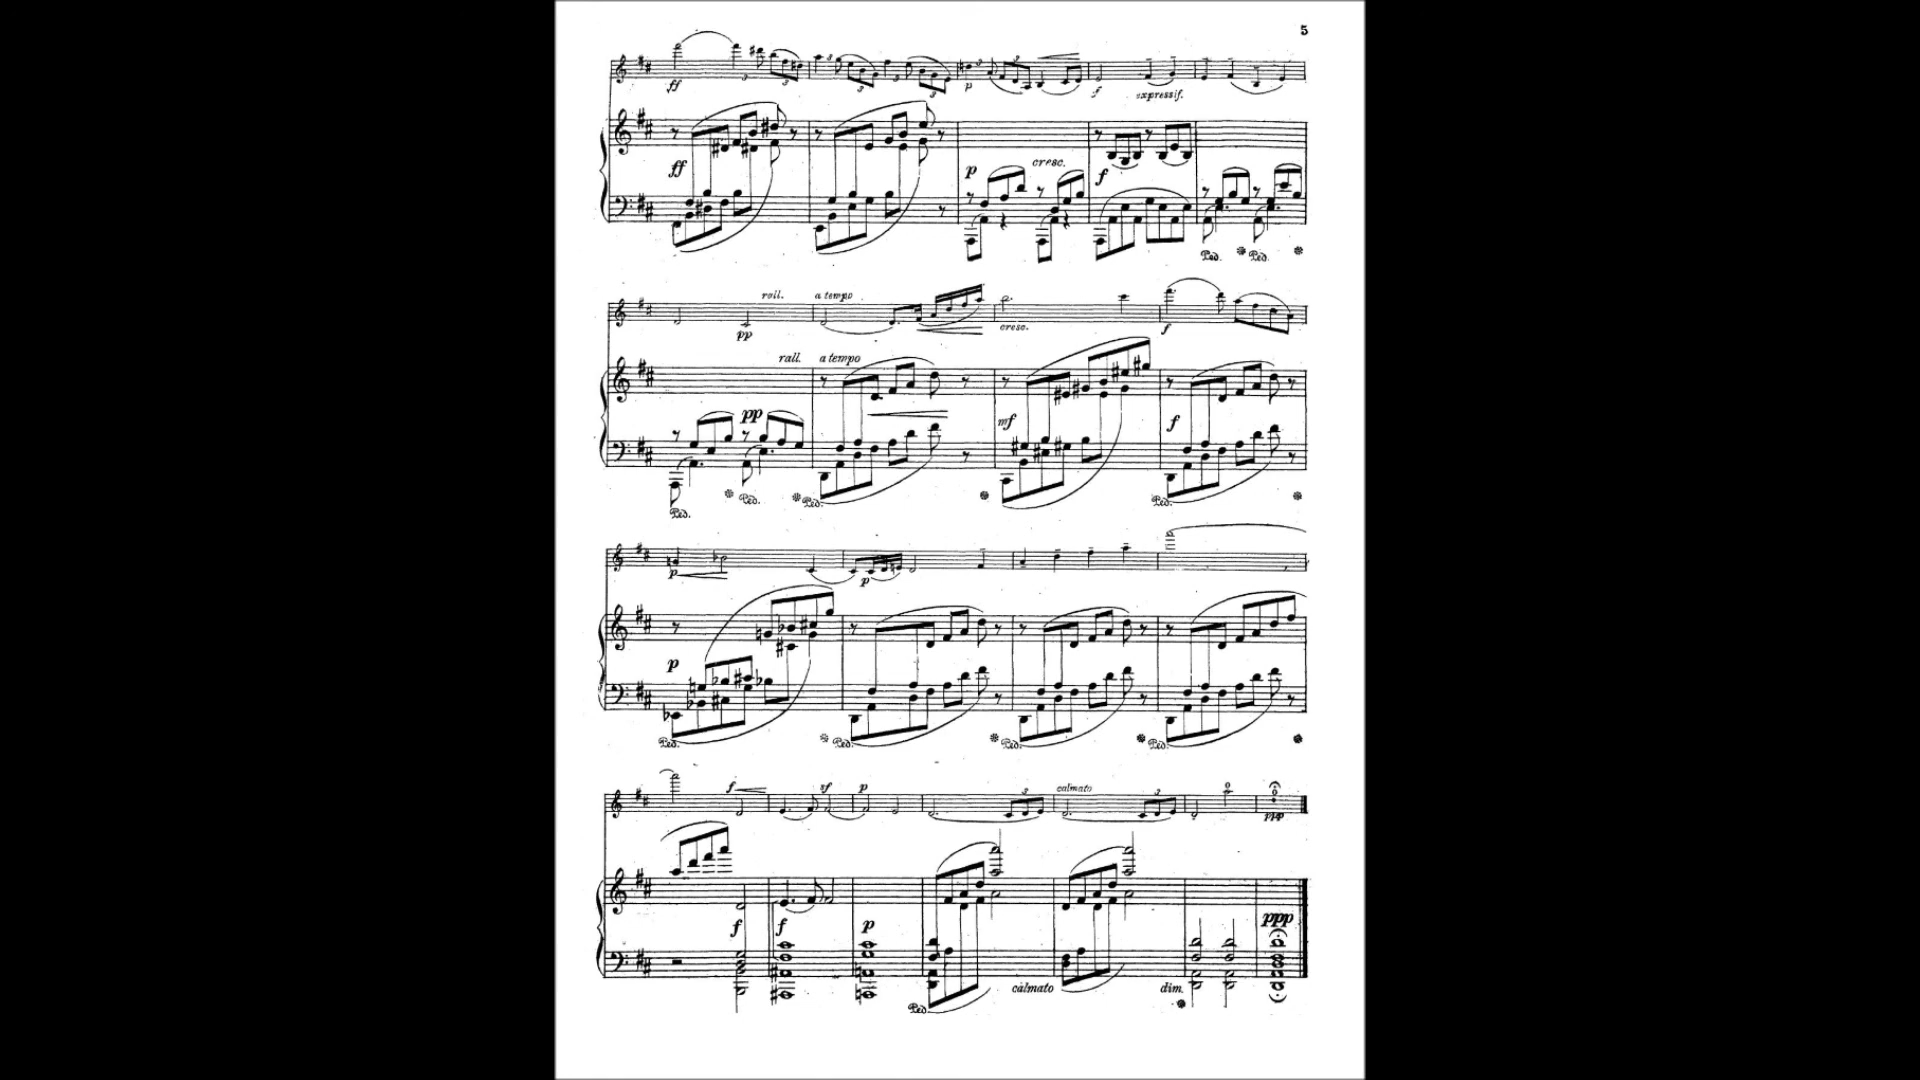 5
ff
p
f
expressif.
ff
p
cresc.
f
Ped. Ped.
roll. a tempo
pp
cresc.
f
rall. a tempo
pp
mf
f
Ped. Ped. Ped. Ped.
p
p
p
Ped. Ped. Ped. Ped.
f sf p calmato
ppp
f f p
ppp
calmato dim.
Ped.